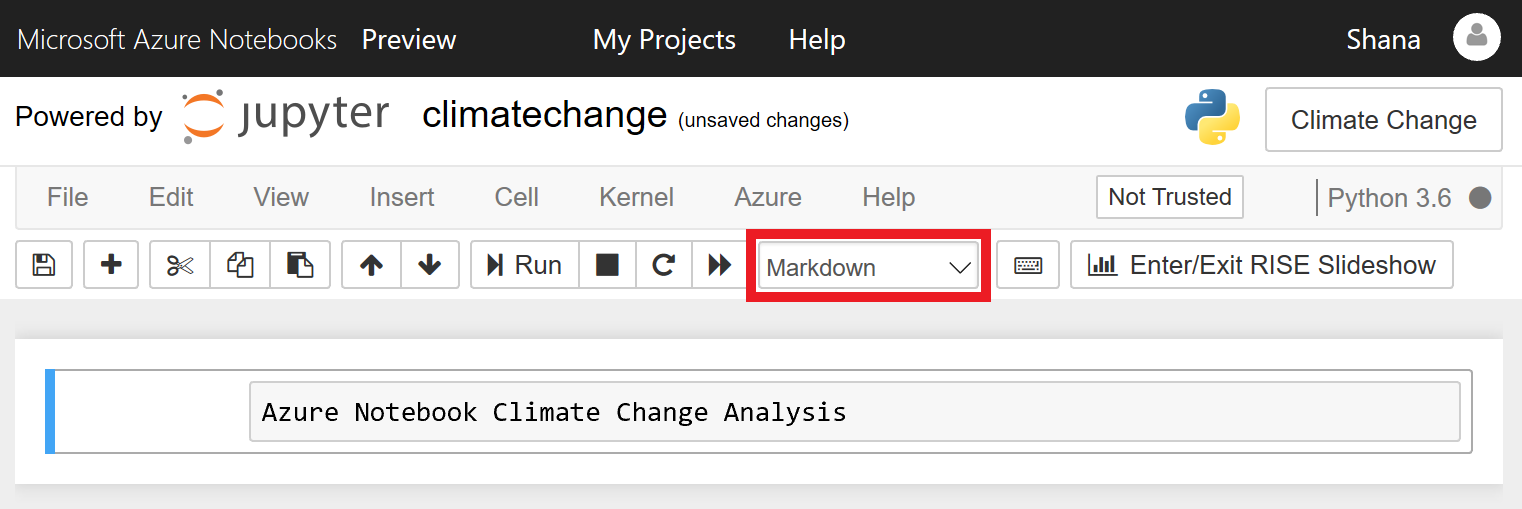 Microsoft Azure Notebooks Preview My Projects Help Shana
Powered by jupyter climatechange (unsaved changes) Climate Change
File Edit View Insert Cell Kernel Azure Help Not Trusted Python 3.6
Run Markdown Enter/Exit RISE Slideshow
Azure Notebook Climate Change Analysis